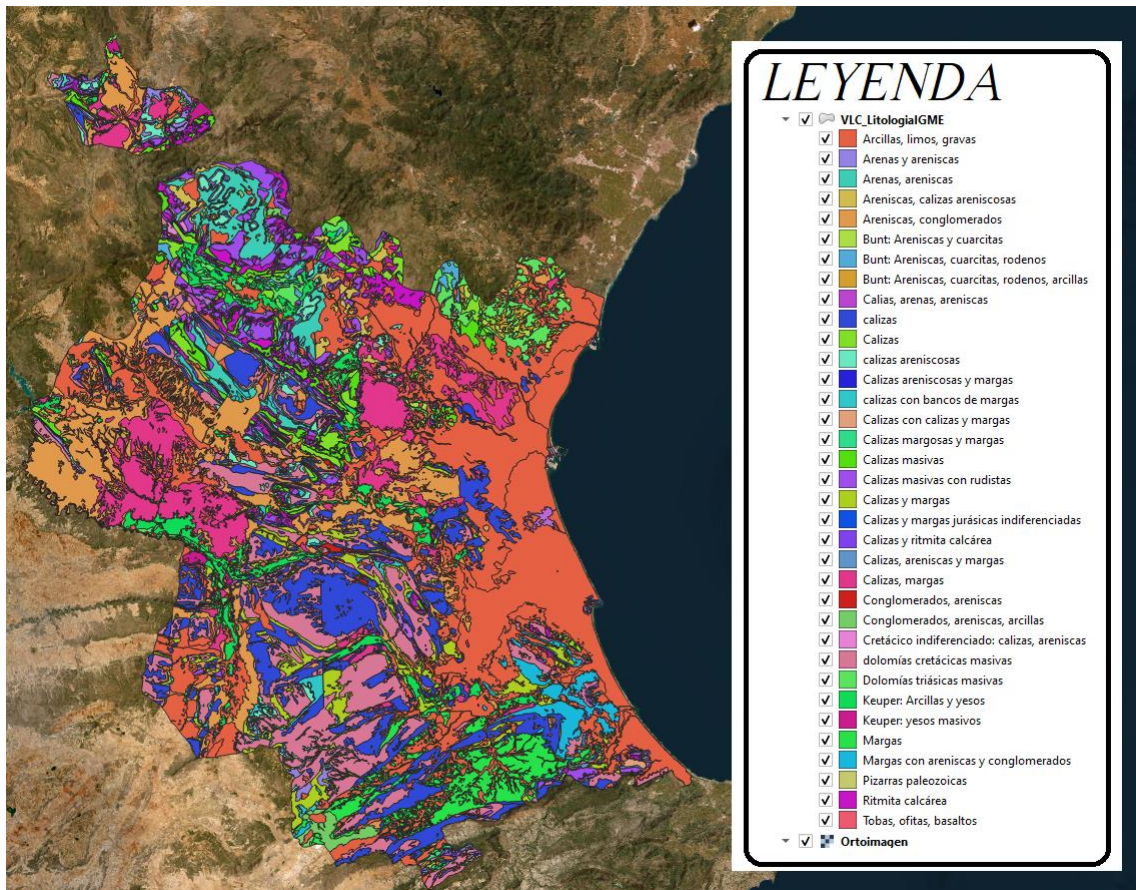 LEYENDA
VLC_LitologiaIGME
Arcillas, limos, gravas
Arenas y areniscas
Arenas, areniscas
Areniscas, calizas areniscosas
Areniscas, conglomerados
Bunt: Areniscas y cuarcitas
Bunt: Areniscas, cuarcitas, rodenos
Bunt: Areniscas, cuarcitas, rodenos, arcillas
Calias, arenas, areniscas
calizas
Calizas
calizas areniscosas
Calizas areniscosas y margas
calizas con bancos de margas
Calizas con calizas y margas
Calizas margosas y margas
Calizas masivas
Calizas masivas con rudistas
Calizas y margas
Calizas y margas jurásicas indiferenciadas
Calizas y ritmita calcárea
Calizas, areniscas y margas
Calizas, margas
Conglomerados, areniscas
Conglomerados, areniscas, arcillas
Cretácico indiferenciado: calizas, areniscas
dolomías cretácicas masivas
Dolomías triásicas masivas
Keuper: Arcillas y yesos
Keuper: yesos masivos
Margas
Margas con areniscas y conglomerados
Pizarras paleozoicas
Ritmita calcárea
Tobas, ofitas, basaltos
Ortoimagen